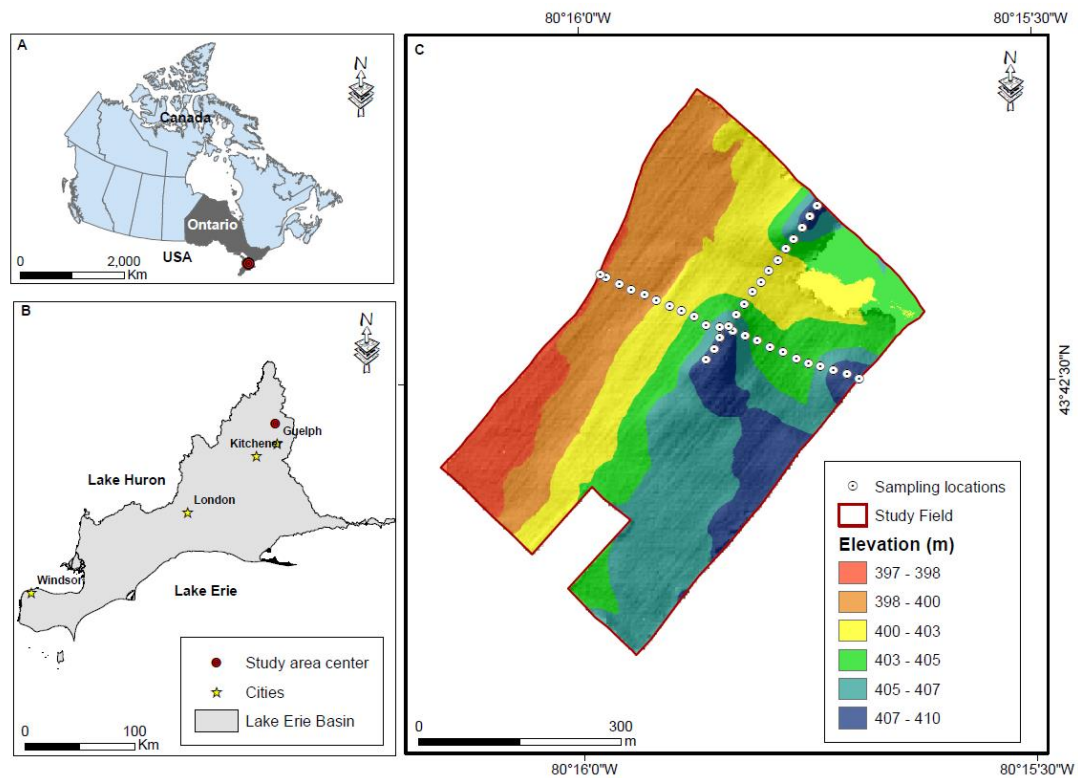 80°16'0"W
80°15'30"W
A
N
Canada
Ontario
USA
0 2,000
Km
B
N
Guelph
Kitchener
Lake Huron
London
Windsor
Lake Erie
Study area center
Cities
Lake Erie Basin
0 100
Km
C
N
43°42'30"N
Sampling locations
Study Field
Elevation (m)
397 - 398
398 - 400
400 - 403
403 - 405
405 - 407
407 - 410
0 300
m
80°16'0"W
80°15'30"W